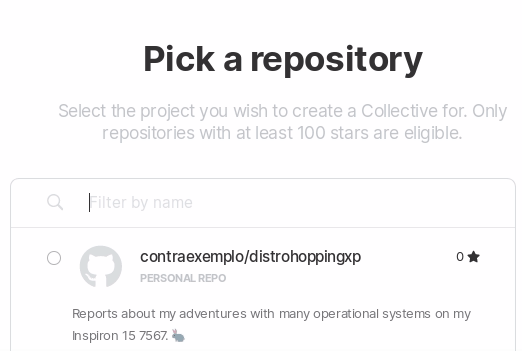 Pick a repository
Select the project you wish to create a Collective for. Only
repositories with at least 100 stars are eligible.
Filter by name
contraexemplo/distrohoppingxp 0 ★
PERSONAL REPO
Reports about my adventures with many operational systems on my
Inspiron 15 7567. 🐇